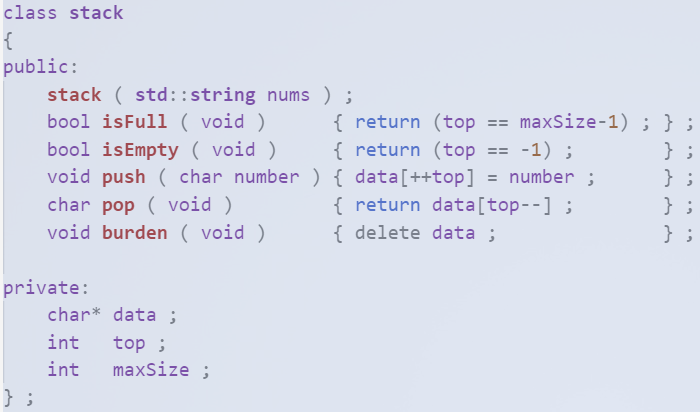 class stack
{
public:
    stack ( std::string nums ) ;
    bool isFull ( void )      { return (top == maxSize-1) ; } ;
    bool isEmpty ( void )     { return (top == -1) ;        } ;
    void push ( char number ) { data[++top] = number ;      } ;
    char pop ( void )         { return data[top--] ;        } ;
    void burden ( void )      { delete data ;               } ;

private:
    char* data ;
    int   top ;
    int   maxSize ;
} ;